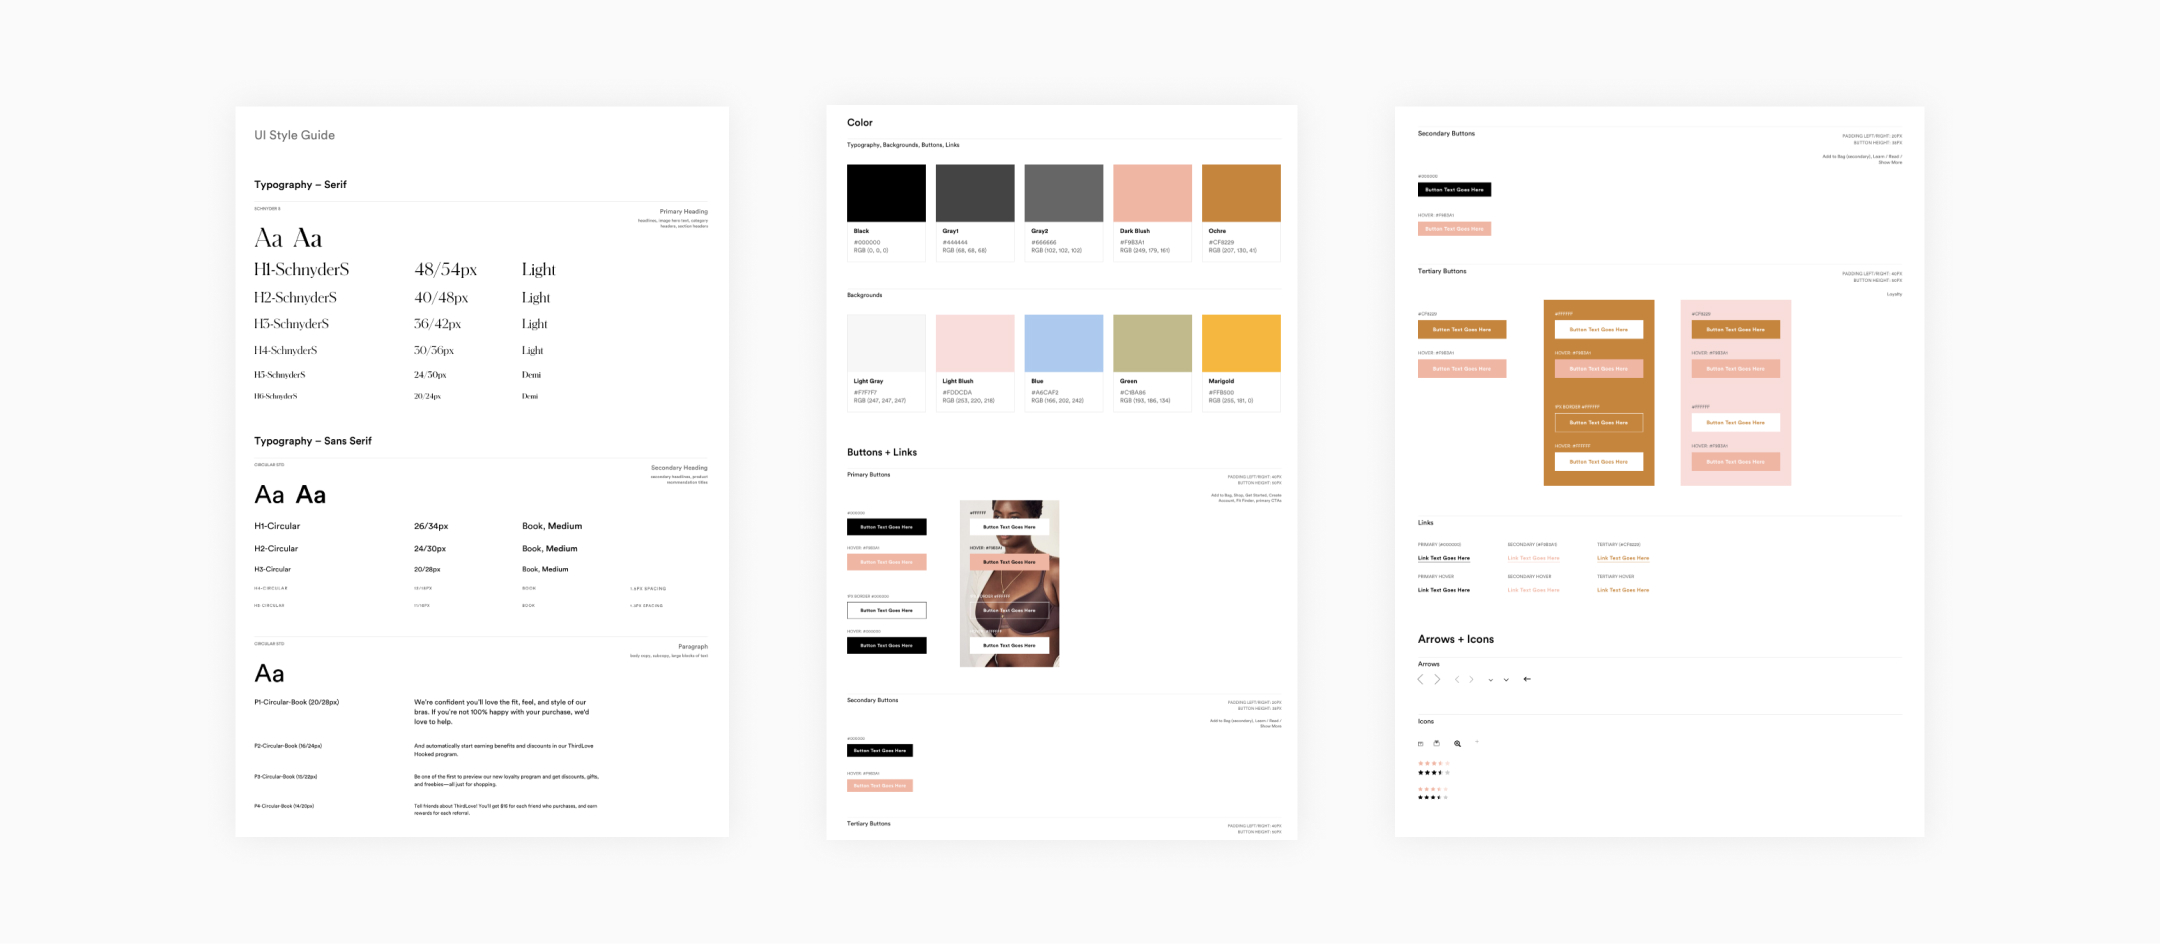 UI Style Guide
Typography – Serif
SCHNYDER S
Primary Heading
headlines, image hero text, category
headers, section headers
Aa Aa
H1-SchnyderS 48/54px Light
H2-SchnyderS 40/48px Light
H3-SchnyderS 36/42px Light
H4-SchnyderS 30/36px Light
H5-SchnyderS 24/30px Demi
H6-SchnyderS 20/24px Demi
Typography – Sans Serif
CIRCULAR STD
Secondary Heading
secondary headlines, product
recommendation titles
Aa Aa
H1-Circular 26/34px Book, Medium
H2-Circular 24/30px Book, Medium
H3-Circular 20/28px Book, Medium
H4-CIRCULAR BOOK SPACING
H5-CIRCULAR BOOK SPACING
CIRCULAR STD
Paragraph
body copy, subcopy, large blocks of text
Aa
P1-Circular-Book (20/28px)
We're confident you'll love the fit, feel, and style of our
bras. If you're not 100% happy with your purchase, we'd
love to help.
P2-Circular-Book (16/24px)
And automatically start earning benefits and discounts in our ThirdLove
Hooked program.
P3-Circular-Book (15/22px)
Be one of the first to preview our new loyalty program and get discounts, gifts,
and freebies—all just for shopping.
P4-Circular-Book (14/20px)
Tell friends about ThirdLove! You'll get $15 for each friend who purchases, and earn
rewards for each referral.
Color
Typography, Backgrounds, Buttons, Links
Black
#000000
RGB (0, 0, 0)
Gray1
#444444
RGB (68, 68, 68)
Gray2
#666666
RGB (102, 102, 102)
Dark Blush
#F9B3A1
RGB (249, 179, 161)
Ochre
#CF8229
RGB (207, 130, 41)
Backgrounds
Light Gray
#F7F7F7
RGB (247, 247, 247)
Light Blush
#FDDCDA
RGB (253, 220, 218)
Blue
#A6CAF2
RGB (166, 202, 242)
Green
#C1BA86
RGB (193, 186, 134)
Marigold
#FFB500
RGB (255, 181, 0)
Buttons + Links
Primary Buttons
PADDING LEFT/RIGHT: 40PX
BUTTON HEIGHT: 50PX
Add to Bag, Shop, Get Started, Create
Account, Fit Finder, primary CTAs
#000000
Button Text Goes Here
HOVER: #F9B3A1
Button Text Goes Here
1PX BORDER #000000
Button Text Goes Here
HOVER: #000000
Button Text Goes Here
#FFFFFF
Button Text Goes Here
HOVER: #F9B3A1
Button Text Goes Here
1PX BORDER #FFFFFF
Button Text Goes Here
HOVER: #FFFFFF
Button Text Goes Here
Secondary Buttons
PADDING LEFT/RIGHT: 20PX
BUTTON HEIGHT: 38PX
Add to Bag (secondary), Learn / Read /
Show More
#000000
Button Text Goes Here
HOVER: #F9B3A1
Button Text Goes Here
Tertiary Buttons
PADDING LEFT/RIGHT: 40PX
BUTTON HEIGHT: 50PX
Secondary Buttons
PADDING LEFT/RIGHT: 20PX
BUTTON HEIGHT: 38PX
Add to Bag (secondary), Learn / Read /
Show More
#000000
Button Text Goes Here
HOVER: #F9B3A1
Button Text Goes Here
Tertiary Buttons
PADDING LEFT/RIGHT: 40PX
BUTTON HEIGHT: 50PX
Loyalty
#CF8229
Button Text Goes Here
HOVER: #F9B3A1
Button Text Goes Here
#FFFFFF
Button Text Goes Here
HOVER: #F9B3A1
Button Text Goes Here
1PX BORDER #FFFFFF
Button Text Goes Here
HOVER: #FFFFFF
Button Text Goes Here
#CF8229
Button Text Goes Here
HOVER: #F9B3A1
Button Text Goes Here
#FFFFFF
Button Text Goes Here
HOVER: #F9B3A1
Button Text Goes Here
Links
PRIMARY (#000000) SECONDARY (#F9B3A1) TERTIARY (#CF8229)
Link Text Goes Here Link Text Goes Here Link Text Goes Here
PRIMARY HOVER SECONDARY HOVER TERTIARY HOVER
Link Text Goes Here Link Text Goes Here Link Text Goes Here
Arrows + Icons
Arrows
Icons